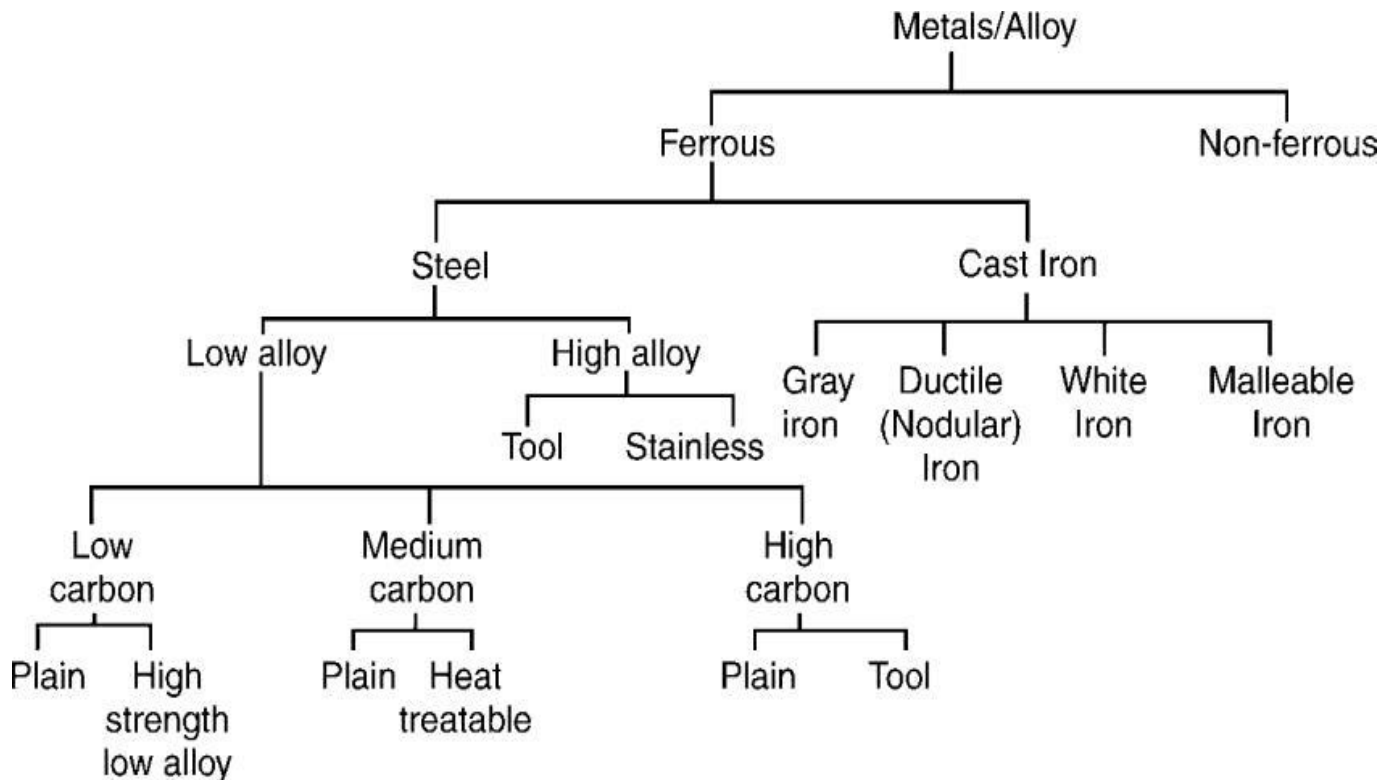 Metals/Alloy
Ferrous
Non-ferrous
Steel
Cast Iron
Low alloy
High alloy
Gray
iron
Ductile
(Nodular)
Iron
White
Iron
Malleable
Iron
Tool
Stainless
Low
carbon
Medium
carbon
High
carbon
Plain
High
strength
low alloy
Plain
Heat
treatable
Plain
Tool